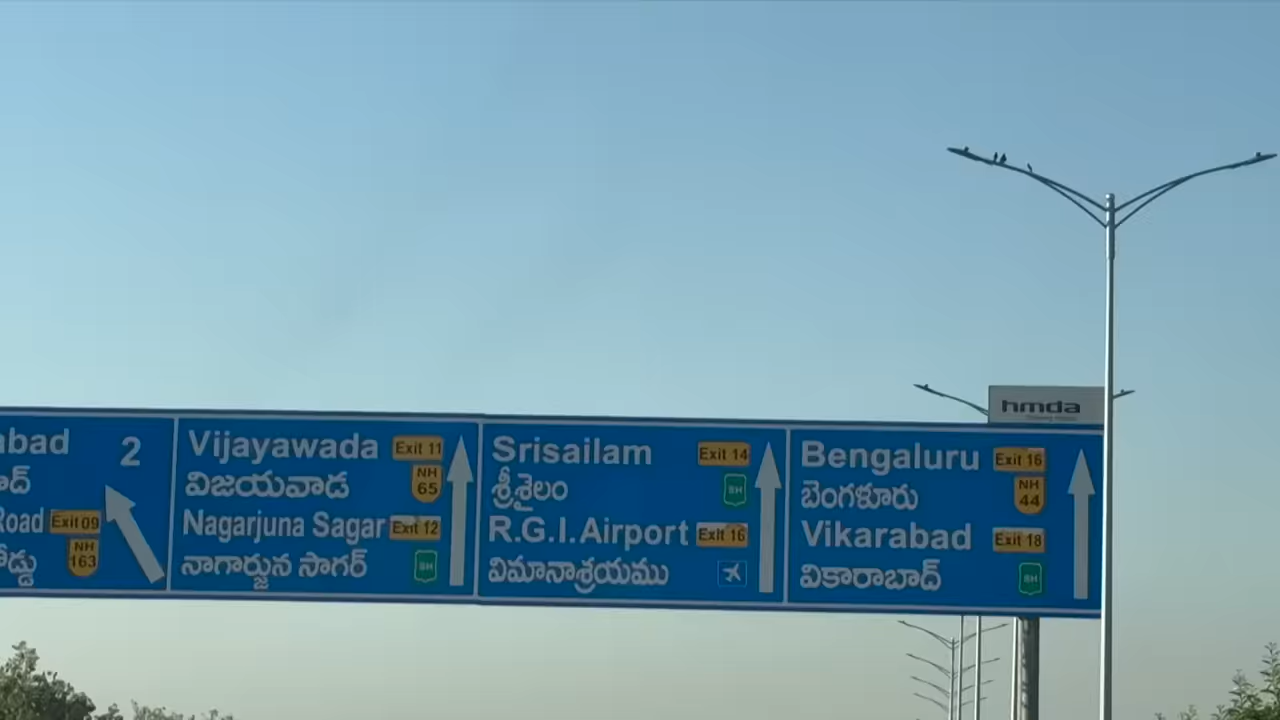 hmda
abad 2
ాద్
Road Exit 09
NH 163
ోడ్డు
Vijayawada Exit 11
విజయవాడ NH 65
Nagarjuna Sagar Exit 12
నాగార్జున సాగర్ SH
Srisailam Exit 14
శ్రీశైలం SH
R.G.I.Airport Exit 16
విమానాశ్రయము
Bengaluru Exit 16
బెంగళూరు NH 44
Vikarabad Exit 18
వికారాబాద్ SH